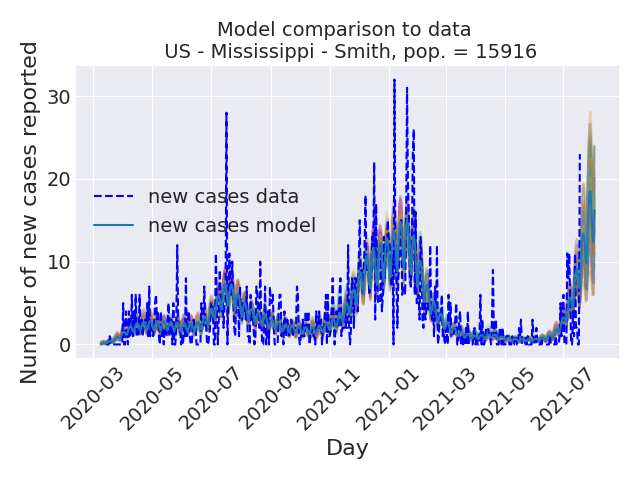 Model comparison to data
US - Mississippi - Smith, pop. = 15916
Number of new cases reported
30
20
10
0
new cases data
new cases model
2020-03
2020-05
2020-07
2020-09
2020-11
2021-01
2021-03
2021-05
2021-07
Day